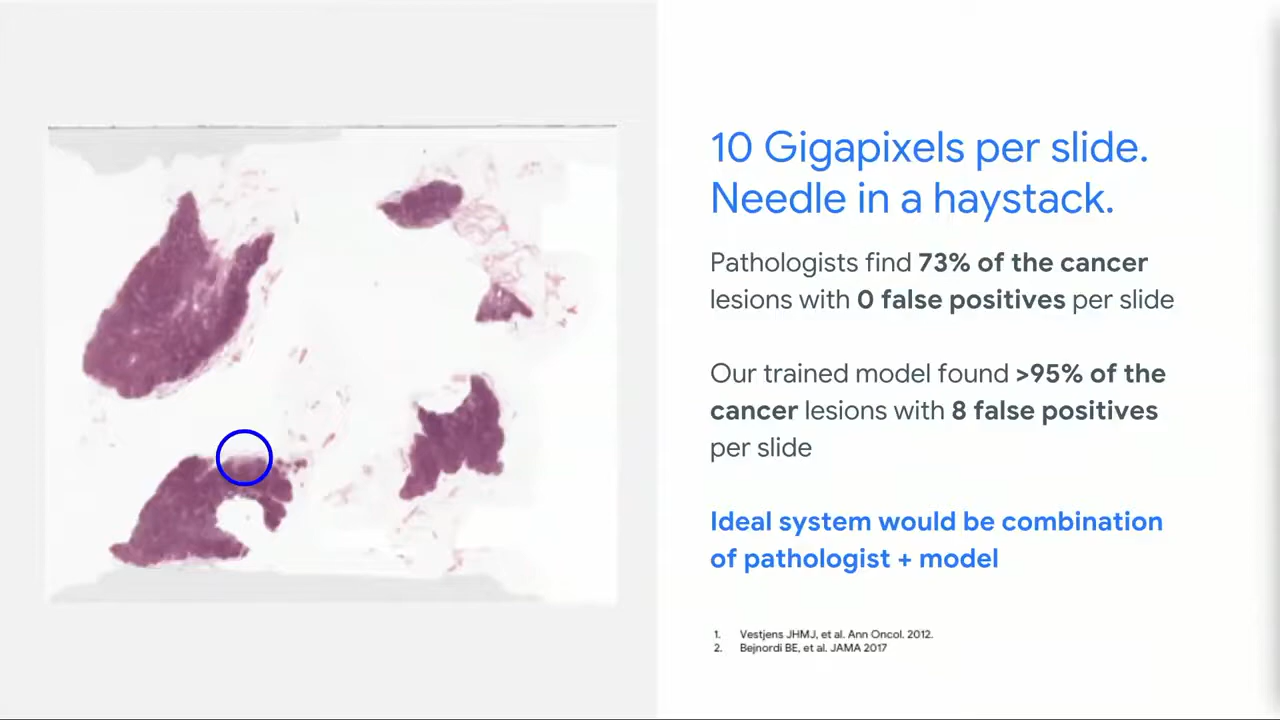 10 Gigapixels per slide.
Needle in a haystack.
Pathologists find 73% of the cancer
lesions with 0 false positives per slide
Our trained model found >95% of the
cancer lesions with 8 false positives
per slide
Ideal system would be combination
of pathologist + model
1. Vestjens JHMJ, et al. Ann Oncol. 2012.
2. Bejnordi BE, et al. JAMA 2017